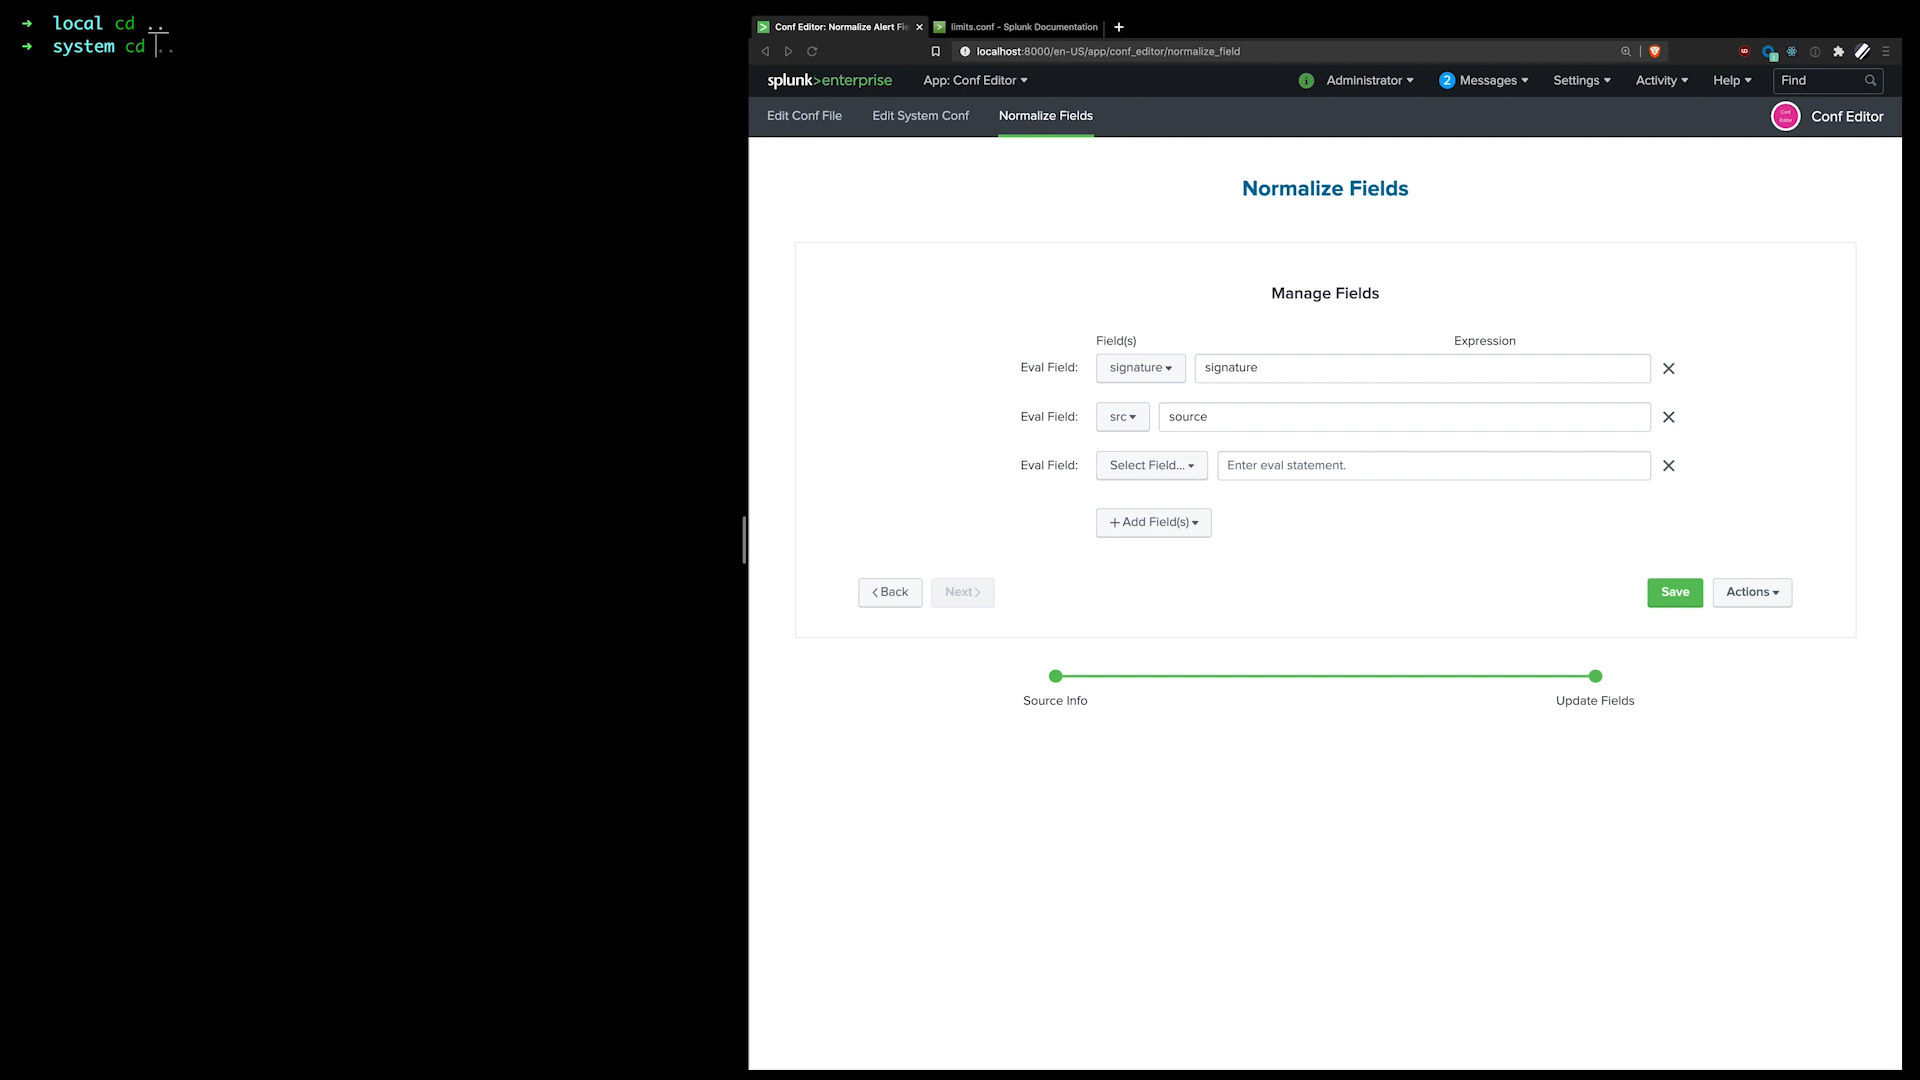 ➜ local cd ..
➜ system cd ..
Conf Editor: Normalize Alert Fie
limits.conf - Splunk Documentation
localhost:8000/en-US/app/conf_editor/normalize_field
splunk>enterprise
App: Conf Editor
Administrator
2 Messages
Settings
Activity
Help
Find
Edit Conf File
Edit System Conf
Normalize Fields
Conf Editor
Conf Editor
Normalize Fields
Manage Fields
Field(s)
Expression
Eval Field:
signature
signature
Eval Field:
src
source
Eval Field:
Select Field...
Enter eval statement.
+ Add Field(s)
Back
Next
Save
Actions
Source Info
Update Fields